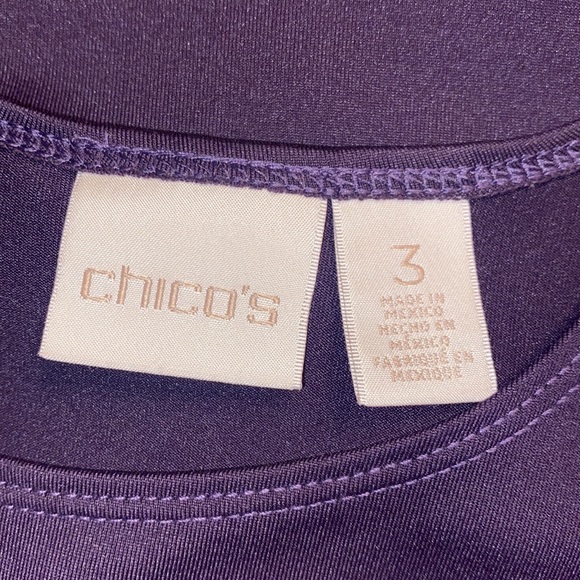 chico's
3
MADE IN
MEXICO
HECHO EN
MÉXICO
FABRIQUÉ EN
MEXIQUE